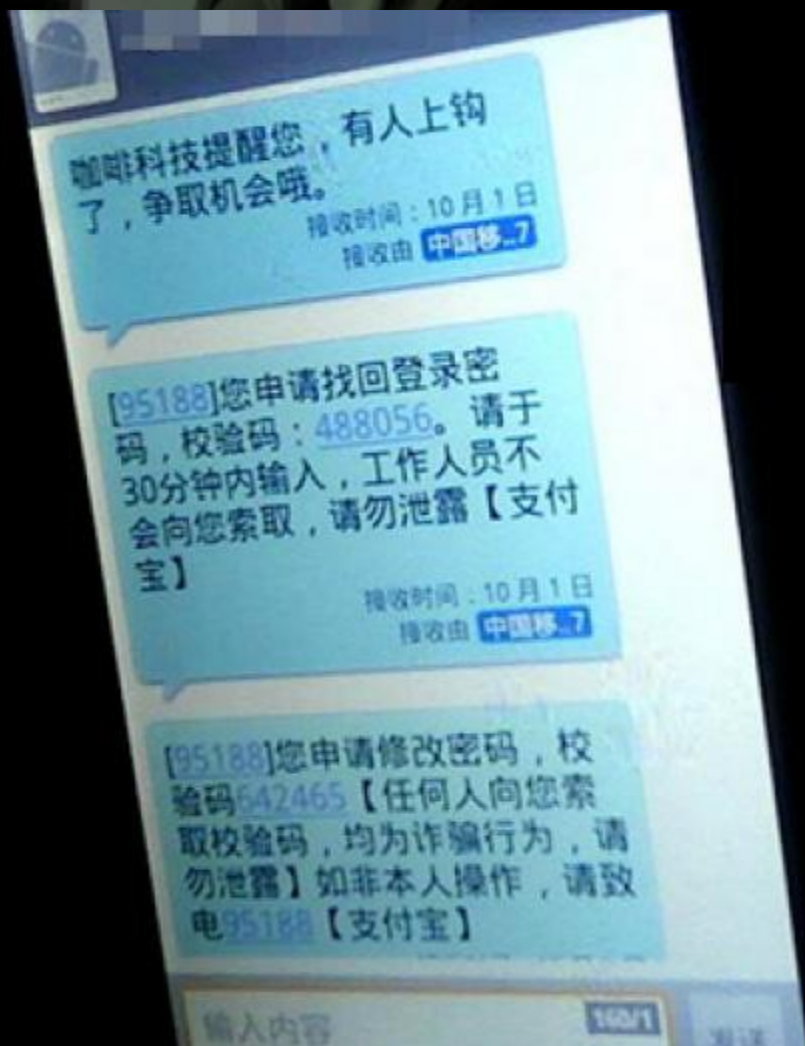 咖啡科技提醒您，有人上钩
了，争取机会哦。
接收时间：10月1日
接收由 中国移..7
[95188]您申请找回登录密
码，校验码：488056。请于
30分钟内输入，工作人员不
会向您索取，请勿泄露【支付
宝】
接收时间：10月1日
接收由 中国移..7
[95188]您申请修改密码，校
验码642465【任何人向您索
取校验码，均为诈骗行为，请
勿泄露】如非本人操作，请致
电95188【支付宝】
输入内容 160/1 发送